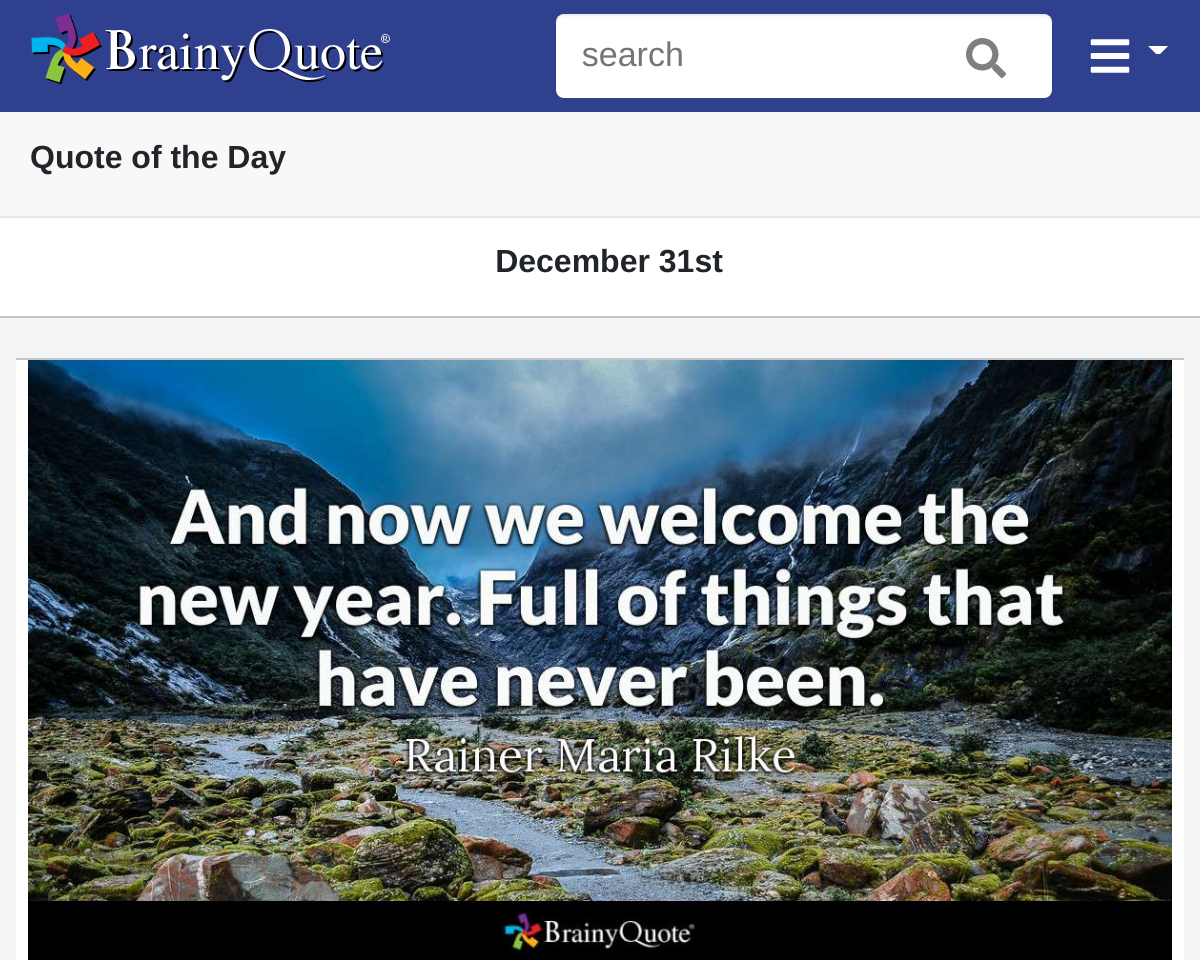 BrainyQuote®
search
Quote of the Day
December 31st
And now we welcome the
new year. Full of things that
have never been.
Rainer Maria Rilke
BrainyQuote®